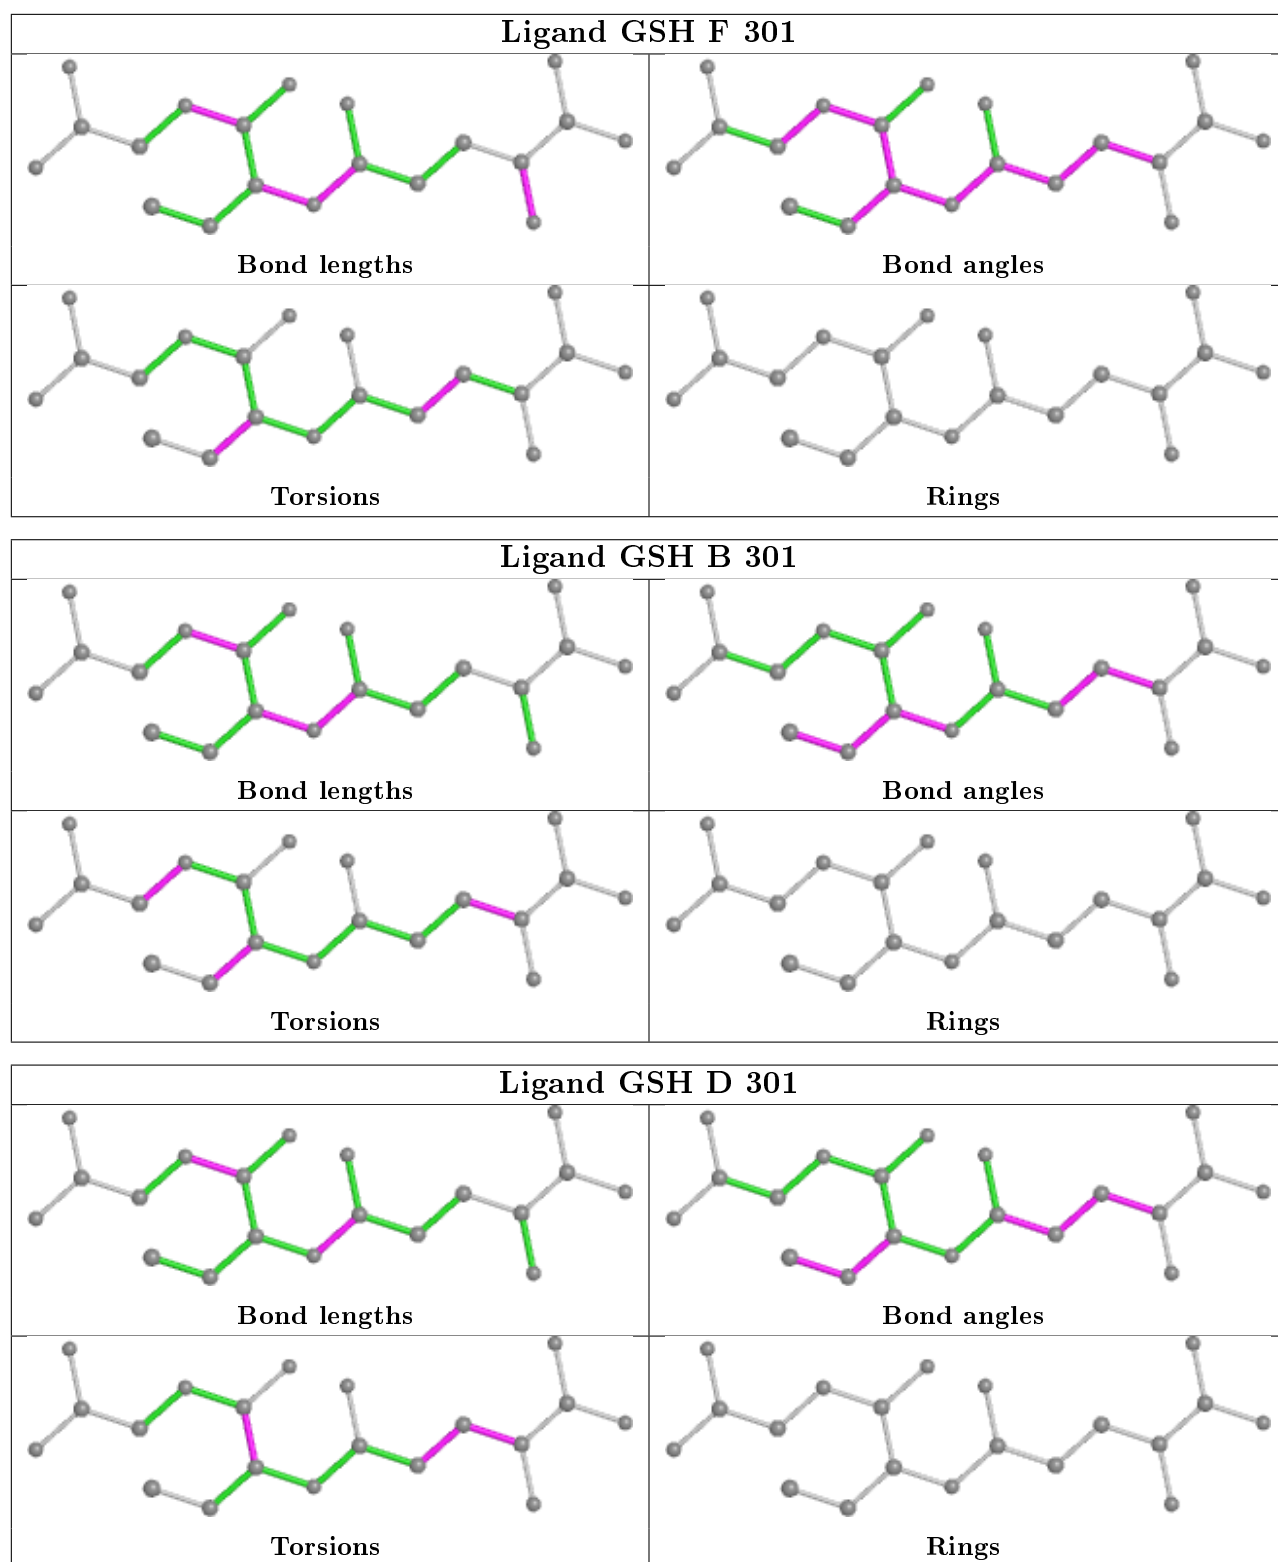 Ligand GSH F 301
Bond lengths
Bond angles
Torsions
Rings
Ligand GSH B 301
Bond lengths
Bond angles
Torsions
Rings
Ligand GSH D 301
Bond lengths
Bond angles
Torsions
Rings